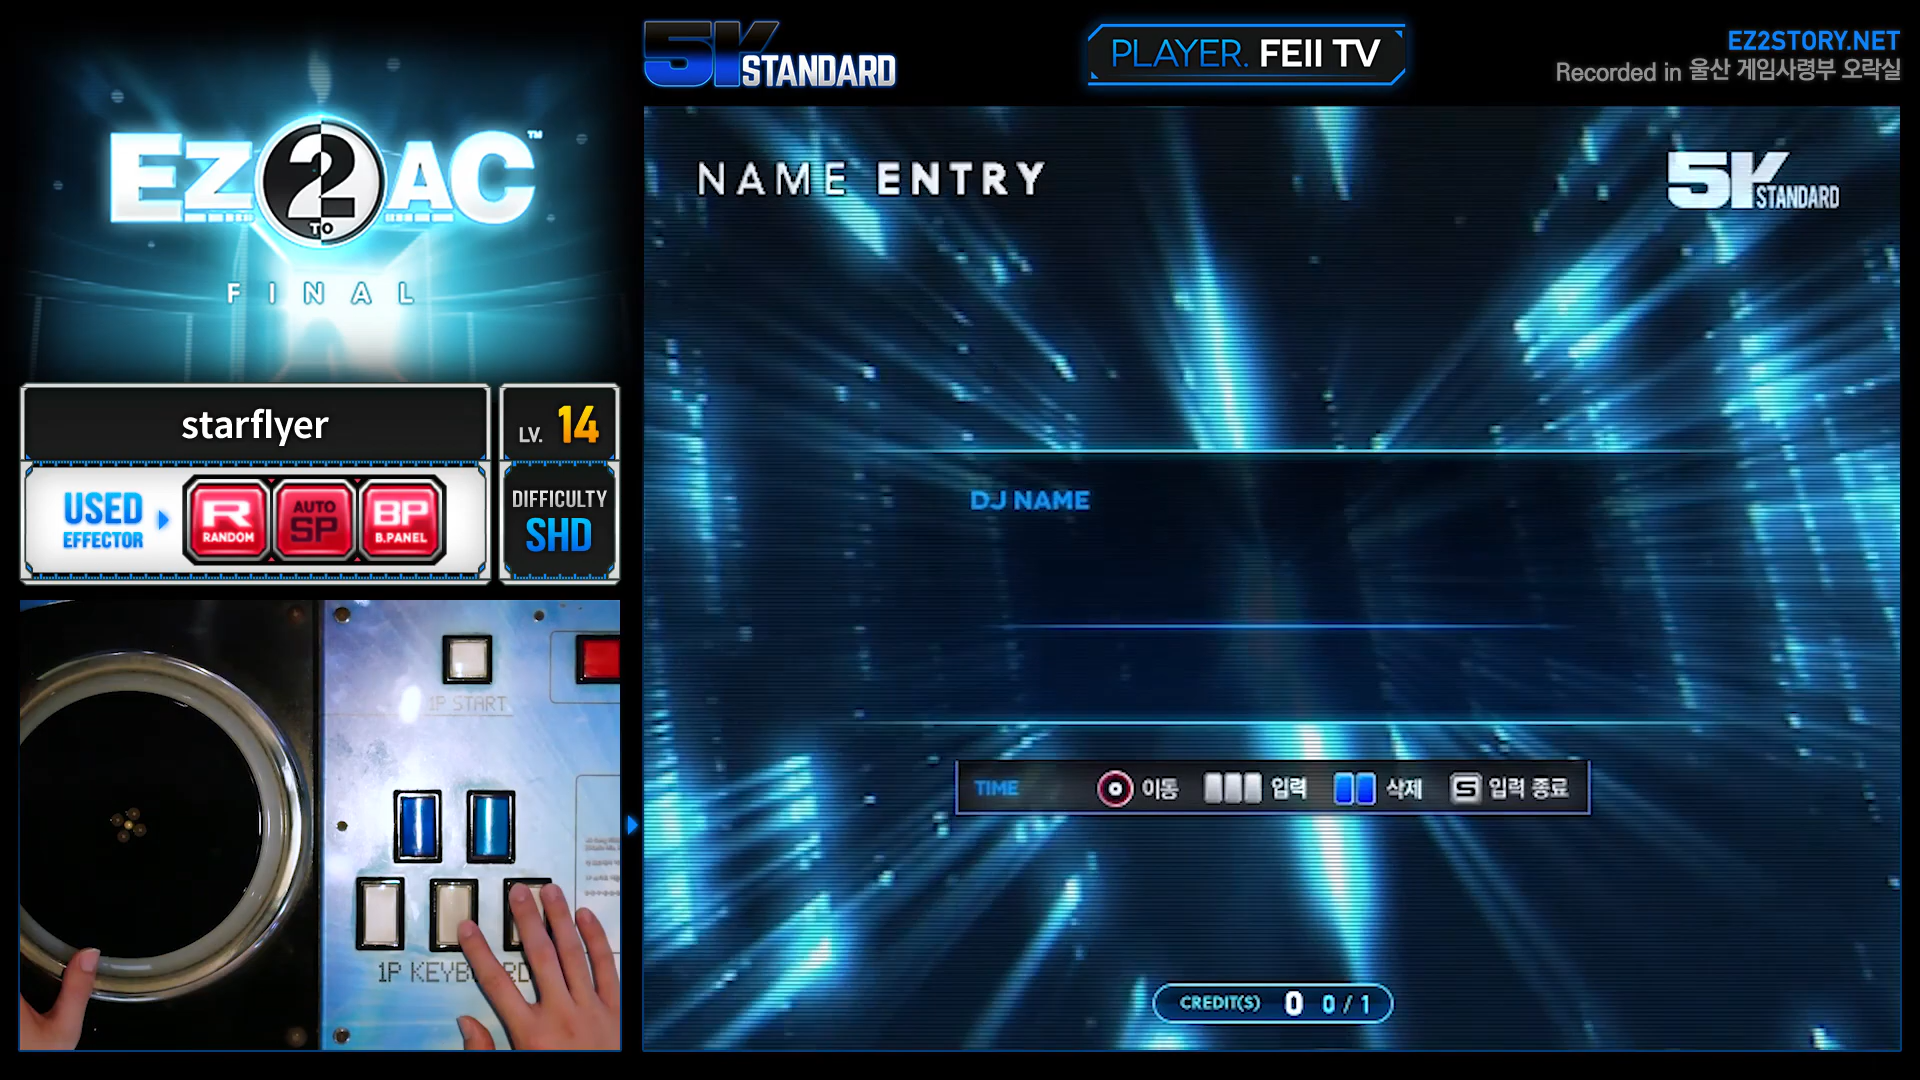 EZ2AC™
TO
FINAL
5K STANDARD
PLAYER. FEII TV
EZ2STORY.NET
Recorded in 울산 게임사령부 오락실
starflyer
LV. 14
USED EFFECTOR
R RANDOM
AUTO SP
BP B.PANEL
DIFFICULTY
SHD
1P START
1P KEYBOARD
NAME ENTRY
5K STANDARD
DJ NAME
TIME 이동 입력 삭제 S 입력 종료
CREDIT(S) 0 0 / 1